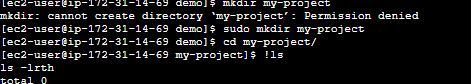 [ec2-user@ip-172-31-14-69 demo]$ mkdir my-project
mkdir: cannot create directory ‘my-project’: Permission denied
[ec2-user@ip-172-31-14-69 demo]$ sudo mkdir my-project
[ec2-user@ip-172-31-14-69 demo]$ cd my-project/
[ec2-user@ip-172-31-14-69 my-project]$ !ls
ls -lrth
total 0